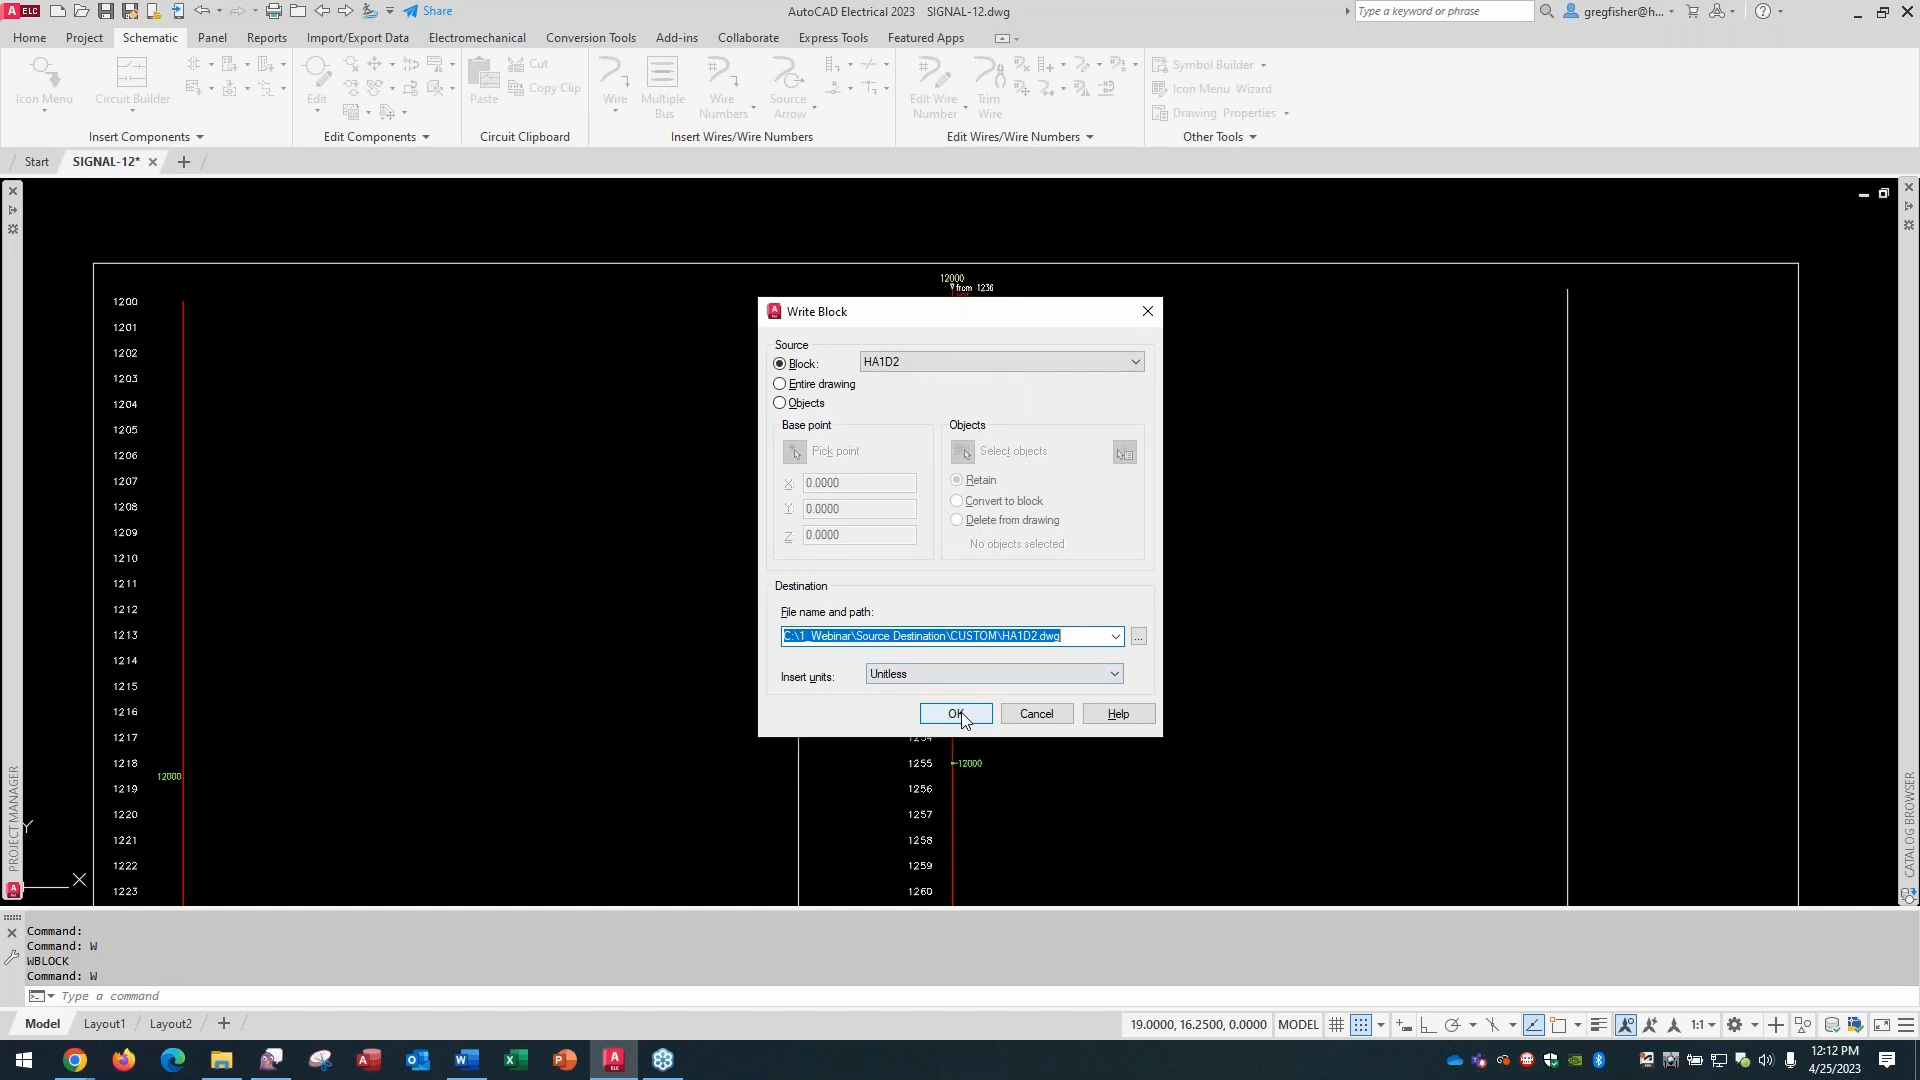 A ELC
Share
AutoCAD Electrical 2023 SIGNAL-12.dwg
Type a keyword or phrase
gregfisher@h...
Home
Project
Schematic
Panel
Reports
Import/Export Data
Electromechanical
Conversion Tools
Add-ins
Collaborate
Express Tools
Featured Apps
Icon Menu
Circuit Builder
Edit
Paste
Cut
Copy Clip
Wire
Multiple Bus
Wire Numbers
Source Arrow
Edit Wire Number
Trim Wire
Symbol Builder
Icon Menu Wizard
Drawing Properties
Insert Components
Edit Components
Circuit Clipboard
Insert Wires/Wire Numbers
Edit Wires/Wire Numbers
Other Tools
Start
SIGNAL-12*
12000
from 1236
1200
1201
1202
1203
1204
1205
1206
1207
1208
1209
1210
1211
1212
1213
1214
1215
1216
1217
1218
12000
1219
1220
1221
1222
1223
Write Block
Source
Block:
HA1D2
Entire drawing
Objects
Base point
Pick point
X: 0.0000
Y: 0.0000
Z: 0.0000
Objects
Select objects
Retain
Convert to block
Delete from drawing
No objects selected
Destination
File name and path:
C:\1_Webinar\Source Destination\CUSTOM\HA1D2.dwg
...
Insert units:
Unitless
OK
Cancel
Help
1254
1255
12000
1256
1257
1258
1259
1260
Y
X
PROJECT MANAGER
CATALOG BROWSER
Command:
Command: W
WBLOCK
Command: W
Type a command
Model
Layout1
Layout2
19.0000, 16.2500, 0.0000
MODEL
1:1
12:12 PM
4/25/2023